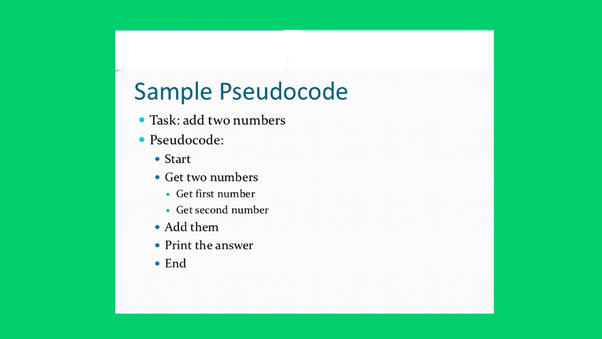 Sample Pseudocode
Task: add two numbers
Pseudocode:
Start
Get two numbers
Get first number
Get second number
Add them
Print the answer
End